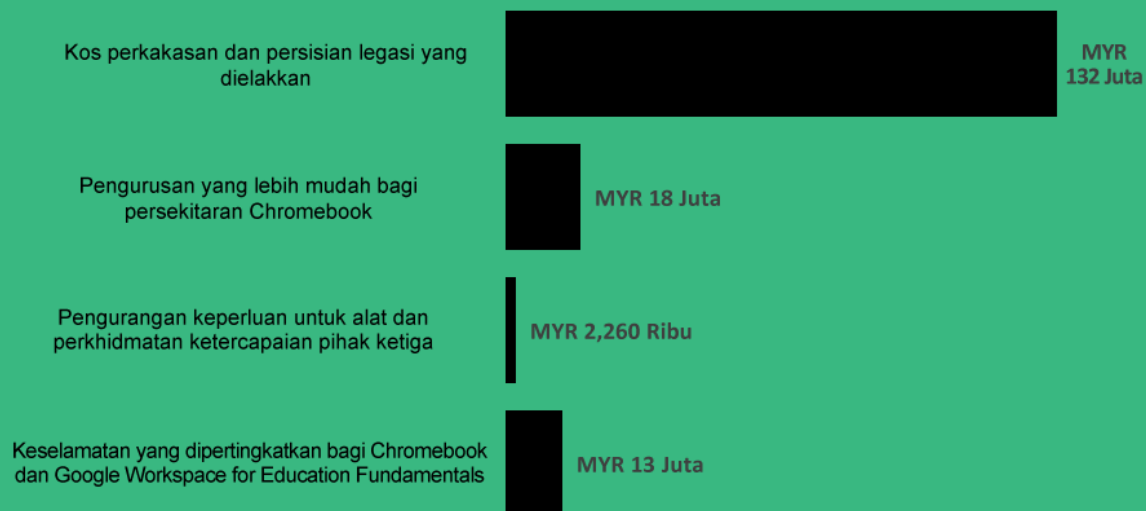 Kos perkakasan dan persisian legasi yang
dielakkan
MYR
132 Juta
Pengurusan yang lebih mudah bagi
persekitaran Chromebook
MYR 18 Juta
Pengurangan keperluan untuk alat dan
perkhidmatan ketercapaian pihak ketiga
MYR 2,260 Ribu
Keselamatan yang dipertingkatkan bagi Chromebook
dan Google Workspace for Education Fundamentals
MYR 13 Juta